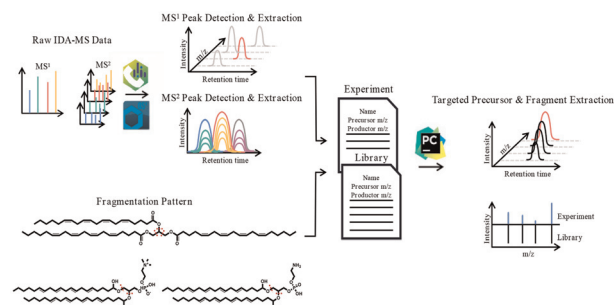 MS¹ Peak Detection & Extraction
Raw IDA-MS Data
MS¹
MS²
Intensity
m/z
Retention time
MS² Peak Detection & Extraction
Intensity
Retention time
Fragmentation Pattern
Experiment
Name
Precursor m/z
Productor m/z
Library
Name
Precursor m/z
Productor m/z
PC
Targeted Precursor & Fragment Extraction
Intensity
m/z
Retention time
Intensity
Experiment
Library
m/z